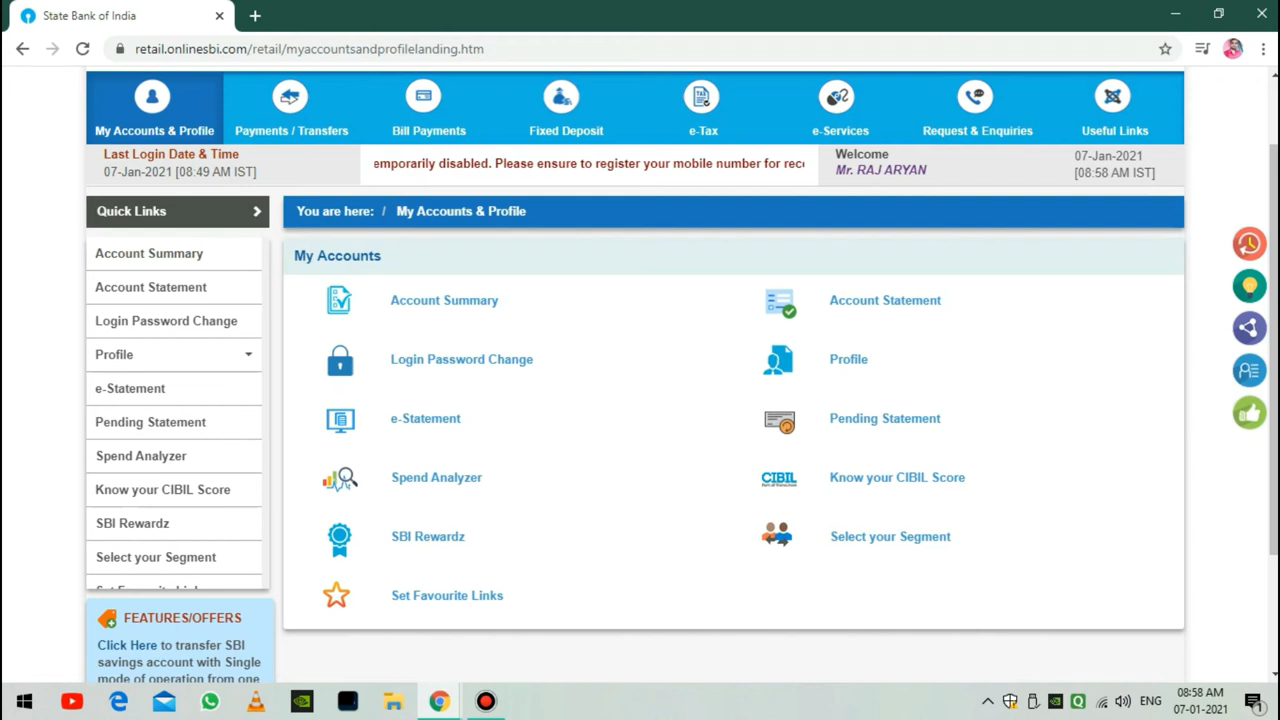 State Bank of India
retail.onlinesbi.com/retail/myaccountsandprofilelanding.htm
My Accounts & Profile
Payments / Transfers
Bill Payments
Fixed Deposit
e-Tax
e-Services
Request & Enquiries
Useful Links
Last Login Date & Time
07-Jan-2021 [08:49 AM IST]
emporarily disabled. Please ensure to register your mobile number for rec
Welcome
Mr. RAJ ARYAN
07-Jan-2021
[08:58 AM IST]
Quick Links
You are here: / My Accounts & Profile
Account Summary
Account Statement
Login Password Change
Profile
e-Statement
Pending Statement
Spend Analyzer
Know your CIBIL Score
SBI Rewardz
Select your Segment
My Accounts
Account Summary
Account Statement
Login Password Change
Profile
e-Statement
Pending Statement
Spend Analyzer
CIBIL
Know your CIBIL Score
SBI Rewardz
Select your Segment
Set Favourite Links
FEATURES/OFFERS
Click Here to transfer SBI
savings account with Single
mode of operation from one
ENG
08:58 AM
07-01-2021
1